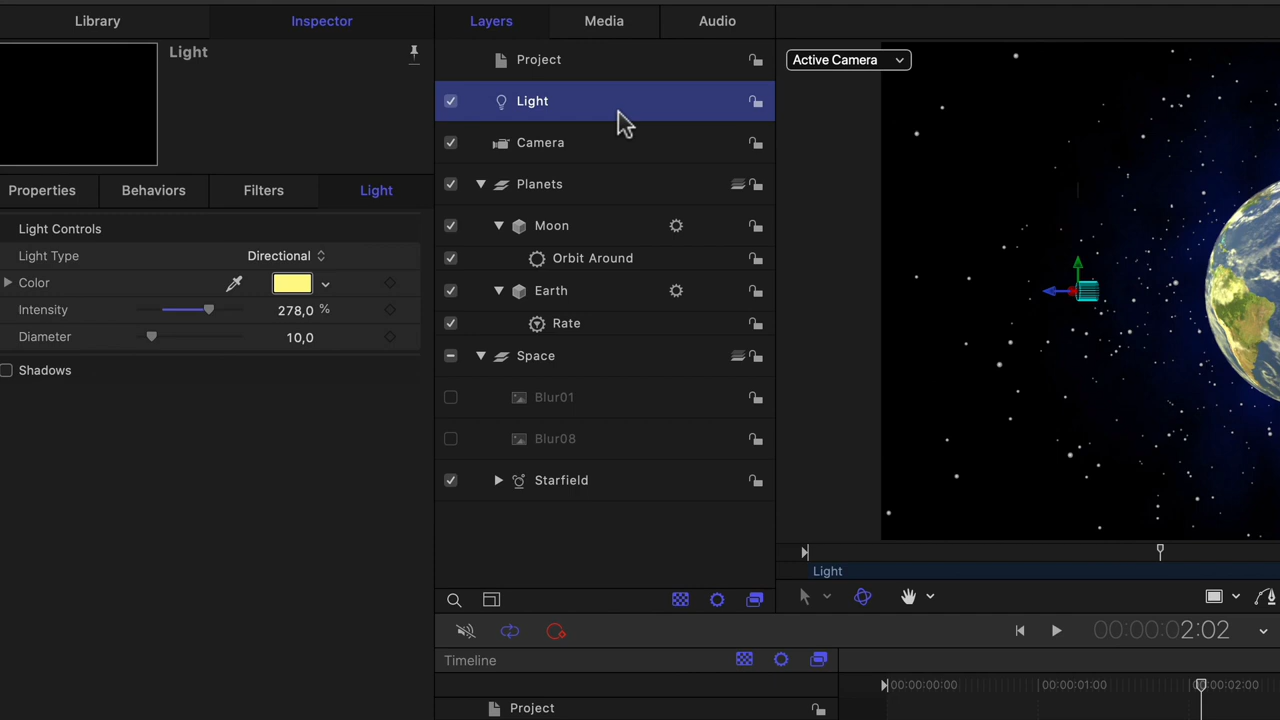 Library
Inspector
Layers
Media
Audio
Light
Project
Active Camera
Light
Camera
Properties
Behaviors
Filters
Light
Planets
Light Controls
Moon
Light Type
Directional
Orbit Around
Color
Earth
Intensity
278,0 %
Rate
Diameter
10,0
Space
Shadows
Blur01
Blur08
Starfield
Light
00:00:00:02:02
Timeline
00:00:00:00
00:00:01:00
00:00:02:00
Project